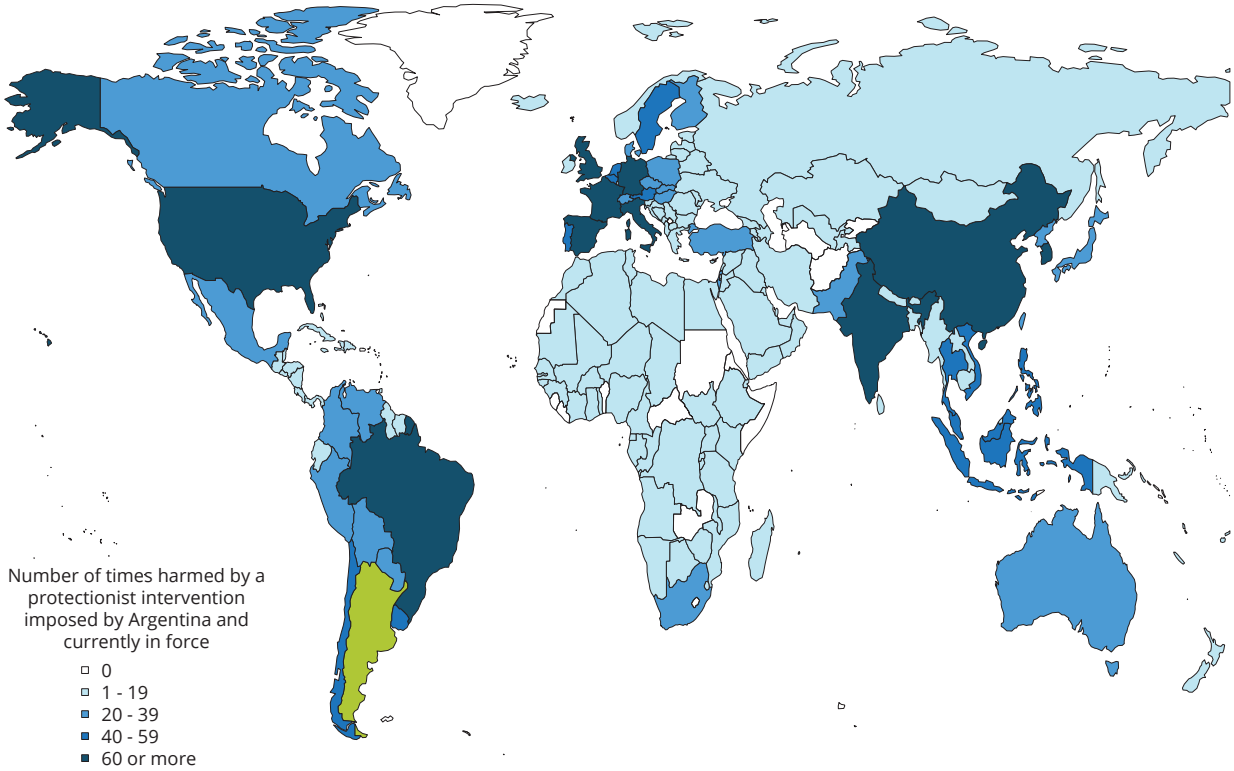 Number of times harmed by a
protectionist intervention
imposed by Argentina and
currently in force
0
1 - 19
20 - 39
40 - 59
60 or more